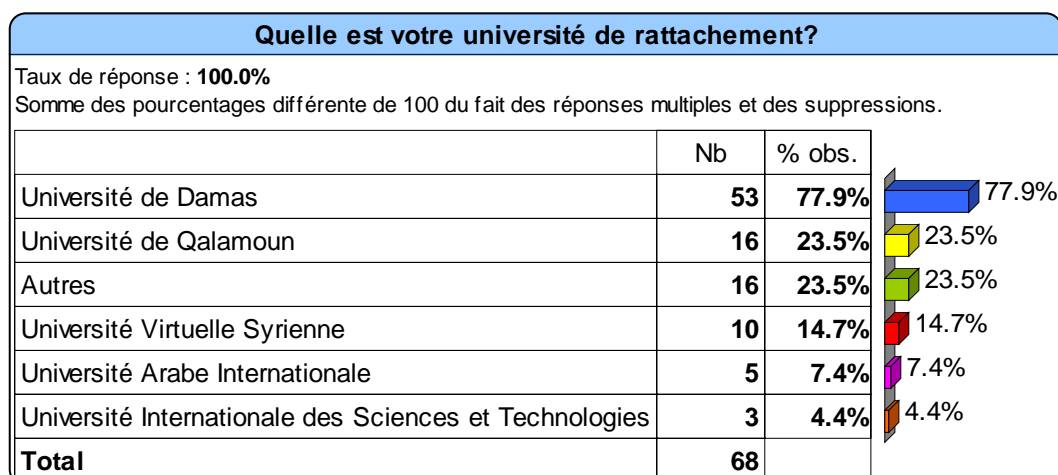 Quelle est votre université de rattachement?
Taux de réponse : 100.0%
Somme des pourcentages différente de 100 du fait des réponses multiples et des suppressions.
Nb % obs.
Université de Damas 53 77.9% 77.9%
Université de Qalamoun 16 23.5% 23.5%
Autres 16 23.5% 23.5%
Université Virtuelle Syrienne 10 14.7% 14.7%
Université Arabe Internationale 5 7.4% 7.4%
Université Internationale des Sciences et Technologies 3 4.4% 4.4%
Total 68